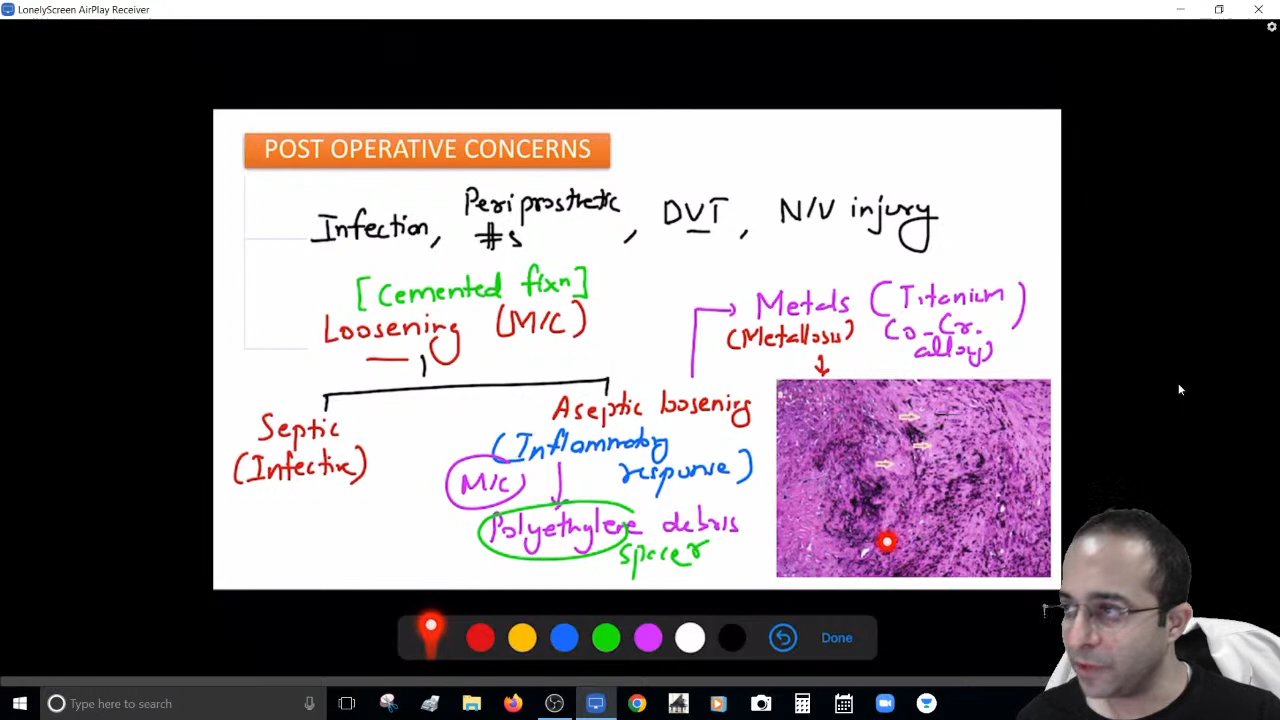 LonelyScreen AirPlay Receiver
POST OPERATIVE CONCERNS
Infection, Periprosthetic #s, DVT, N/V injury
[Cemented fixn]
Loosening (M/C)
Metals (Titanium)
(Metallosis) Co-Cr. alloy)
Septic
(Infective)
Aseptic loosening
(Inflammatory response)
M/C
Polyethylene debris
spacer
Done
Type here to search